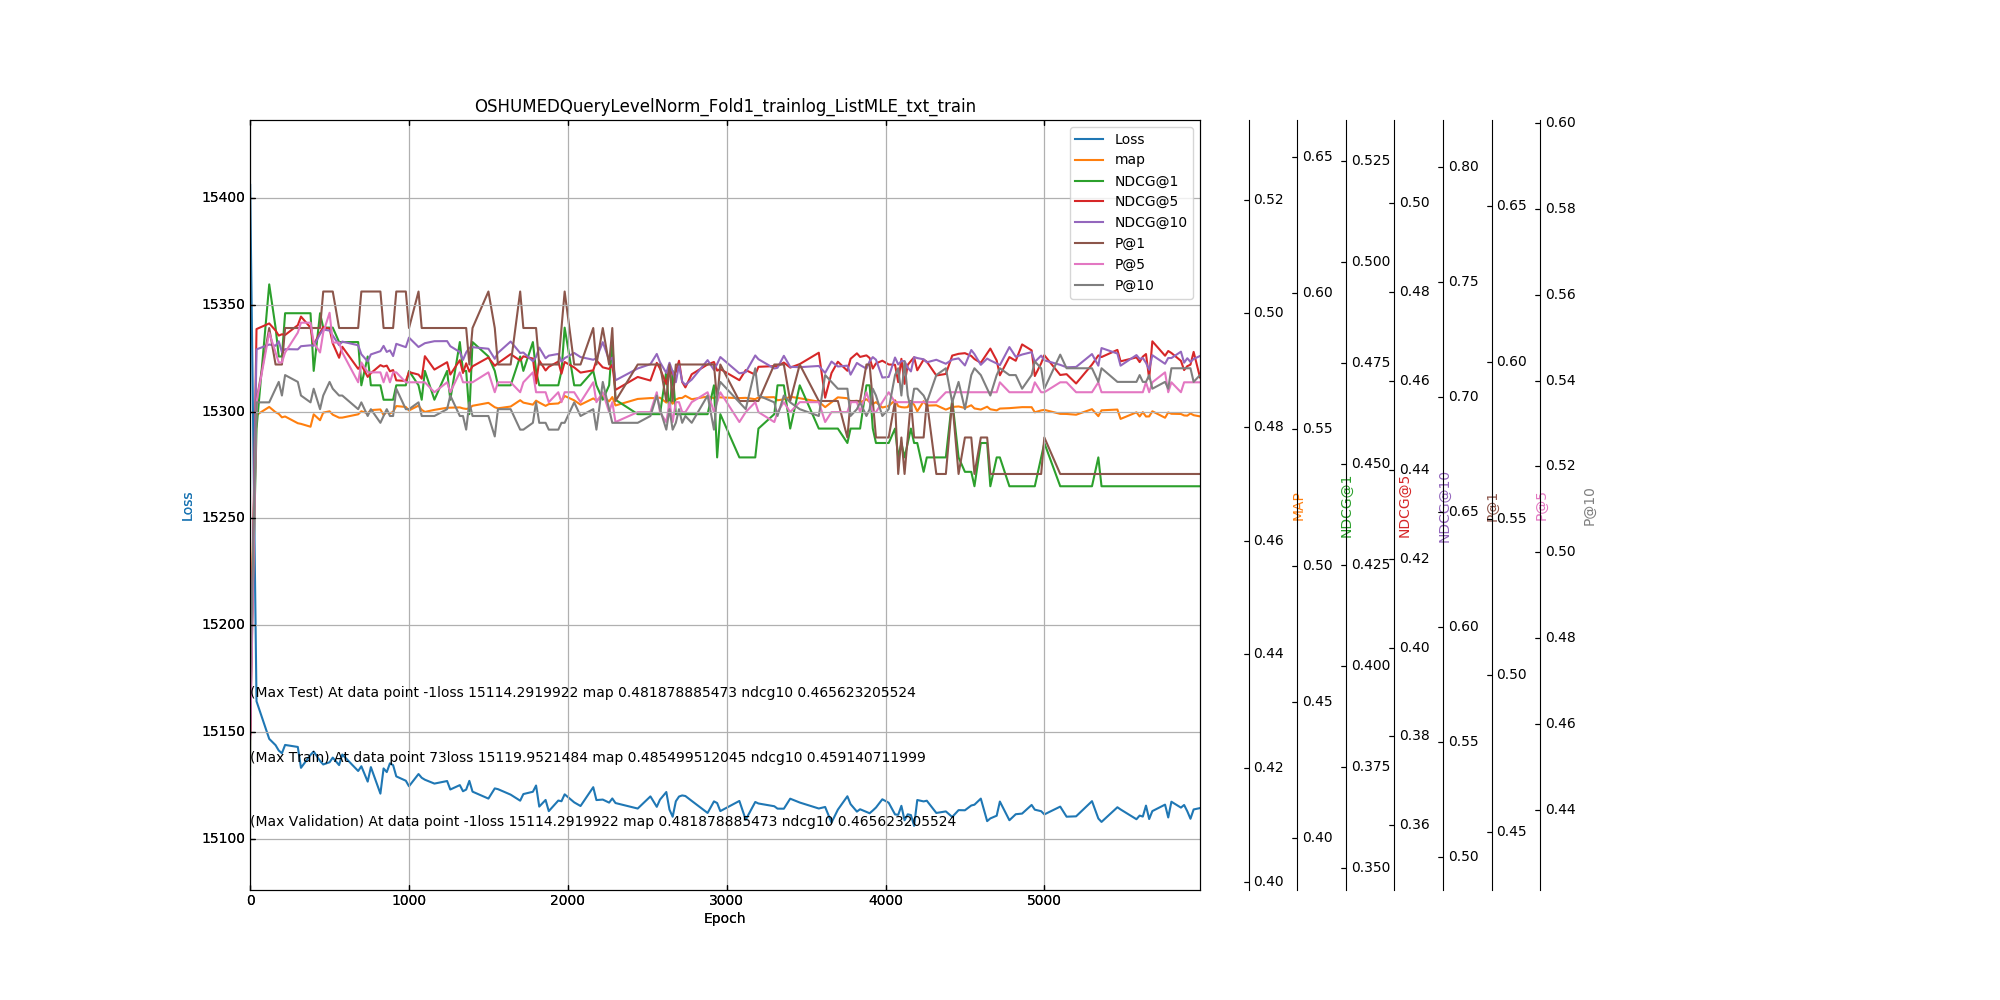 OSHUMEDQueryLevelNorm_Fold1_trainlog_ListMLE_txt_train
Loss
map
NDCG@1
NDCG@5
NDCG@10
P@1
P@5
P@10
15400
15350
15300
15250
15200
15150
15100
Loss
(Max Test) At data point -1loss 15114.2919922 map 0.481878885473 ndcg10 0.465623205524
(Max Train) At data point 73loss 15119.9521484 map 0.485499512045 ndcg10 0.459140711999
(Max Validation) At data point -1loss 15114.2919922 map 0.481878885473 ndcg10 0.465623205524
0 1000 2000 3000 4000 5000
Epoch
0.52
0.50
0.48
0.46
0.44
0.42
0.40
MAP
0.65
0.60
0.55
0.50
0.45
0.40
NDCG@1
0.525
0.500
0.475
0.450
0.425
0.400
0.375
0.350
NDCG@5
0.50
0.48
0.46
0.44
0.42
0.40
0.38
0.36
NDCG@10
0.80
0.75
0.70
0.65
0.60
0.55
0.50
P@1
0.65
0.60
0.55
0.50
0.45
P@5
0.60
0.58
0.56
0.54
0.52
0.50
0.48
0.46
0.44
P@10